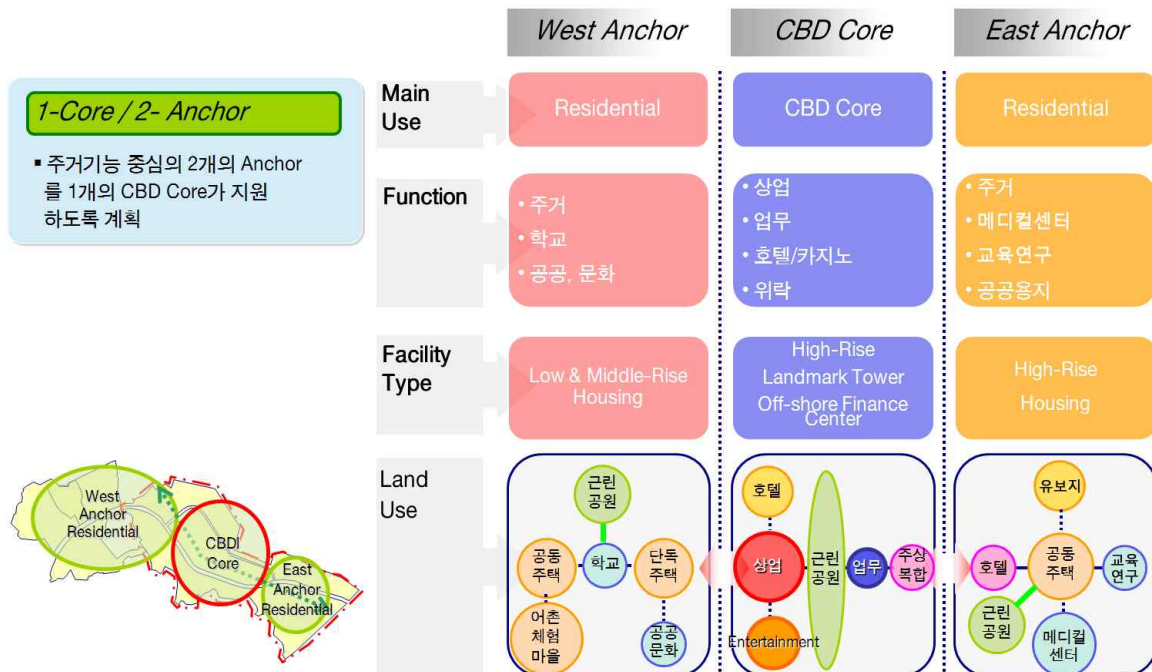 West Anchor
CBD Core
East Anchor
1-Core / 2- Anchor
▪ 주거기능 중심의 2개의 Anchor
를 1개의 CBD Core가 지원
하도록 계획
Main
Use
Residential
CBD Core
Residential
Function
• 주거
• 학교
• 공공, 문화
• 상업
• 업무
• 호텔/카지노
• 위락
• 주거
• 메디컬센터
• 교육연구
• 공공용지
Facility
Type
Low & Middle-Rise
Housing
High-Rise
Landmark Tower
Off-shore Finance
Center
High-Rise
Housing
Land
Use
근린
공원
공동
주택
학교
단독
주택
어촌
체험
마을
공공
문화
호텔
상업
근린
공원
업무
주상
복합
Entertainment
유보지
호텔
공동
주택
교육
연구
근린
공원
메디컬
센터
West
Anchor
Residential
CBDI
Core
East
Anchor
Residential